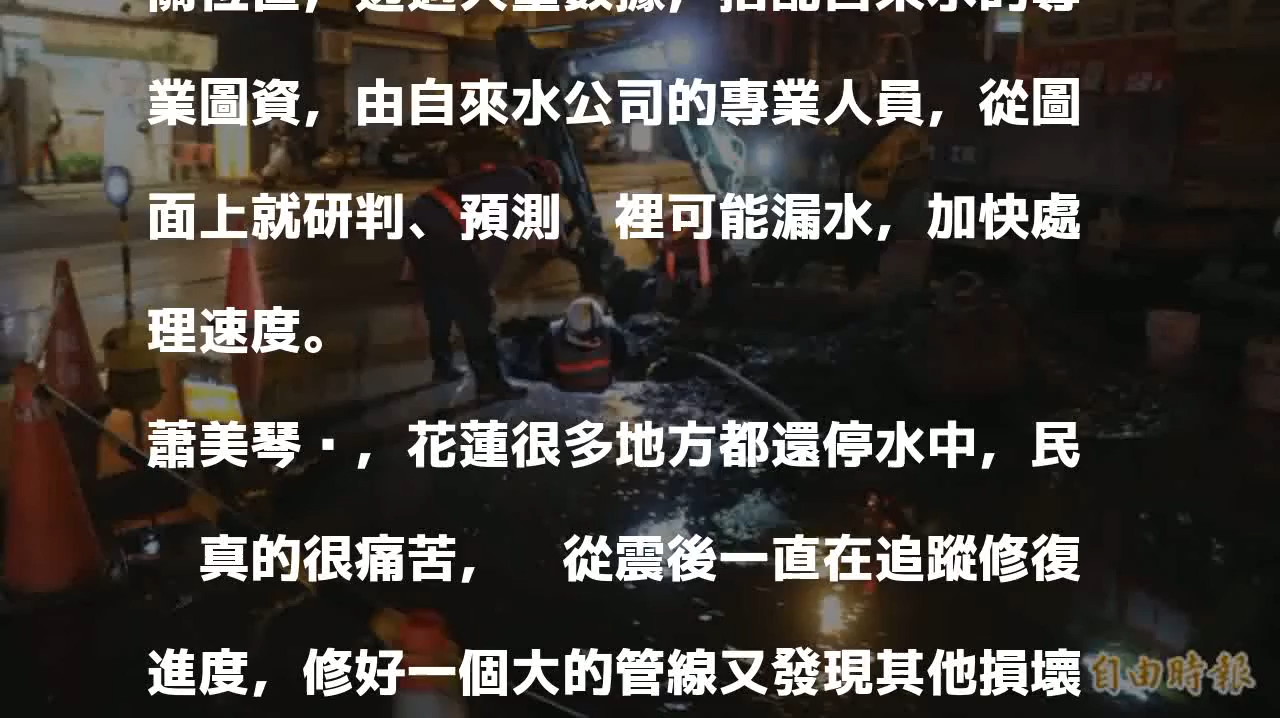 業圖資，由自來水公司的專業人員，從圖
面上就研判、預測　裡可能漏水，加快處
理速度。
蕭美琴·，花蓮很多地方都還停水中，民
　真的很痛苦，　從震後一直在追蹤修復
進度，修好一個大的管線又發現其他損壞
自由時報